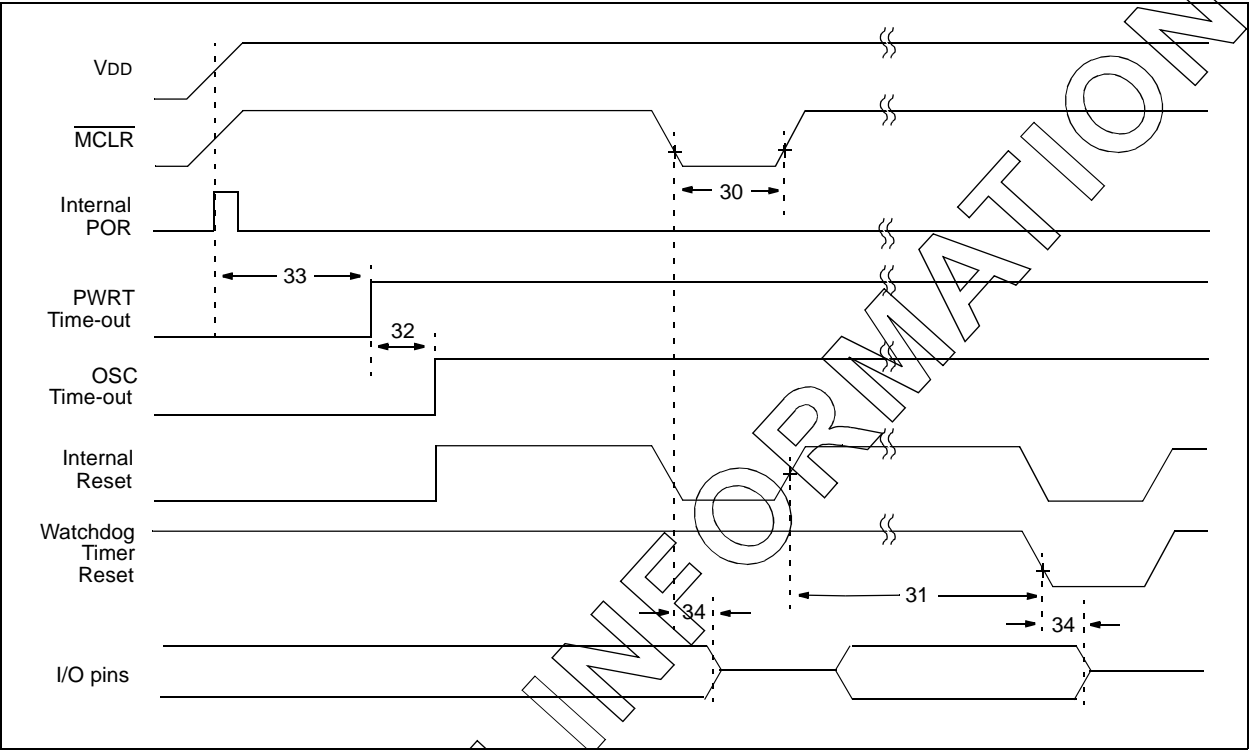 VDD
MCLR
30
Internal
POR
33
PWRT
Time-out
32
OSC
Time-out
Internal
Reset
Watchdog
Timer
Reset
31
34
34
I/O pins
INFORMATION